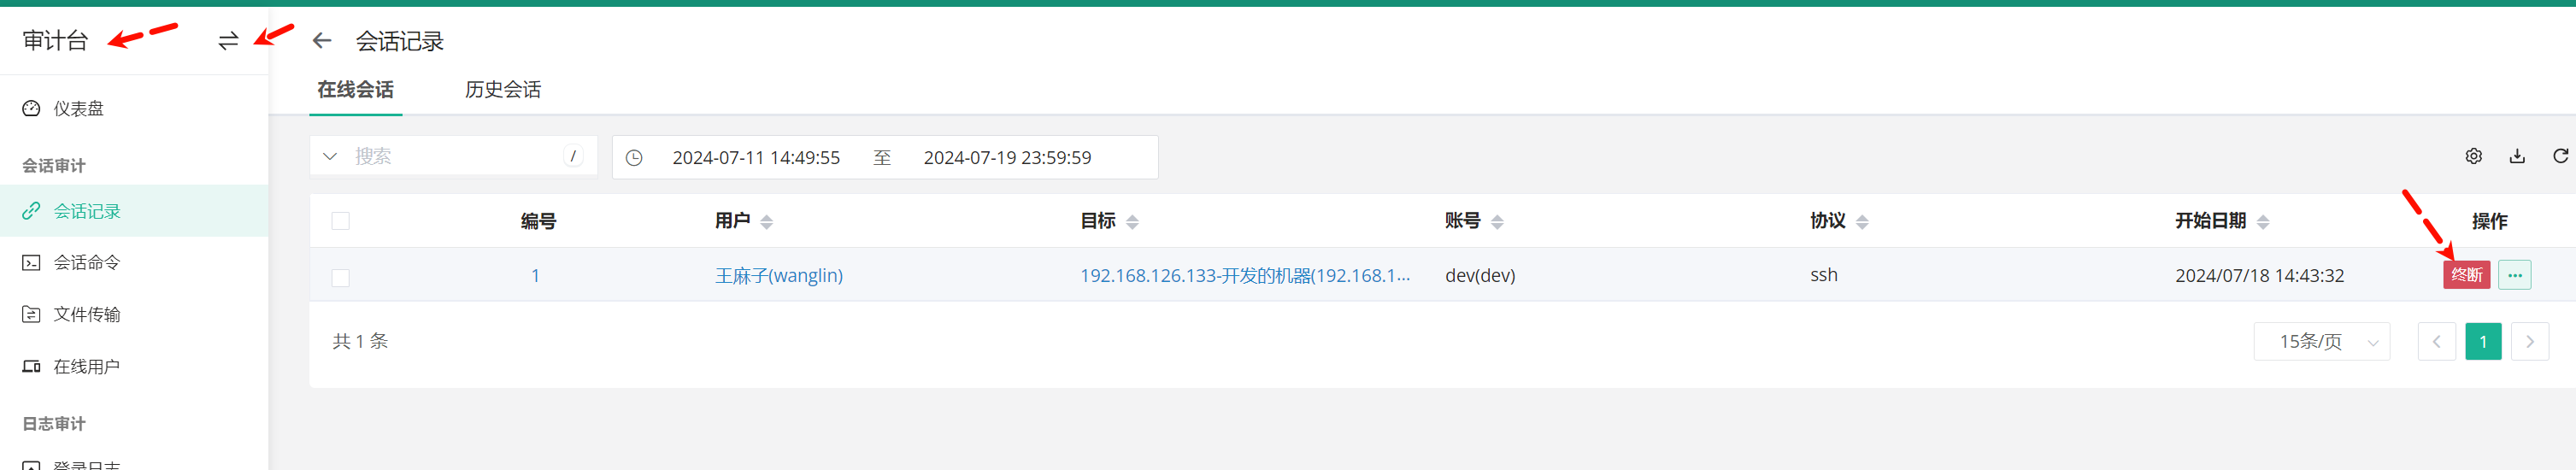 审计台
会话记录
在线会话 历史会话
仪表盘
会话审计
搜索 / 2024-07-11 14:49:55 至 2024-07-19 23:59:59
会话记录
编号 用户 目标 账号 协议 开始日期 操作
会话命令
1 王麻子(wanglin) 192.168.126.133-开发的机器(192.168.1... dev(dev) ssh 2024/07/18 14:43:32 终断 ...
文件传输
共 1 条 15条/页 1
在线用户
日志审计
登录日志